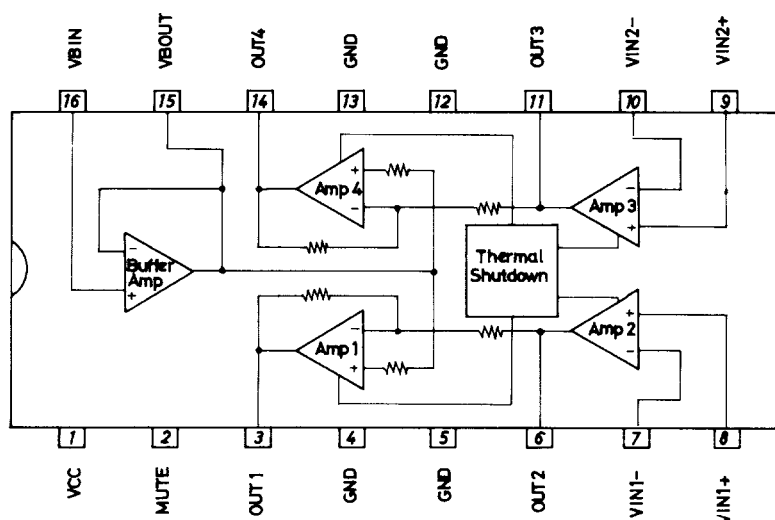 VBIN
VBOUT
OUT4
GND
GND
OUT3
VIN2-
VIN2+
16
15
14
13
12
11
10
9
Amp 4
+
-
Amp 3
-
+
Buffer
Amp
-
+
Thermal
Shutdown
Amp 1
-
+
Amp 2
+
-
1
2
3
4
5
6
7
8
VCC
MUTE
OUT1
GND
GND
OUT2
VIN1-
VIN1+